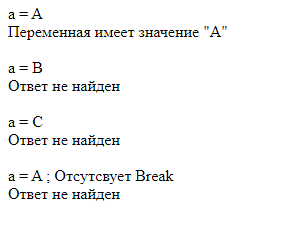 a = A
Переменная имеет значение "A"
a = B
Ответ не найден
a = C
Ответ не найден
a = A ; Отсутсвует Break
Ответ не найден